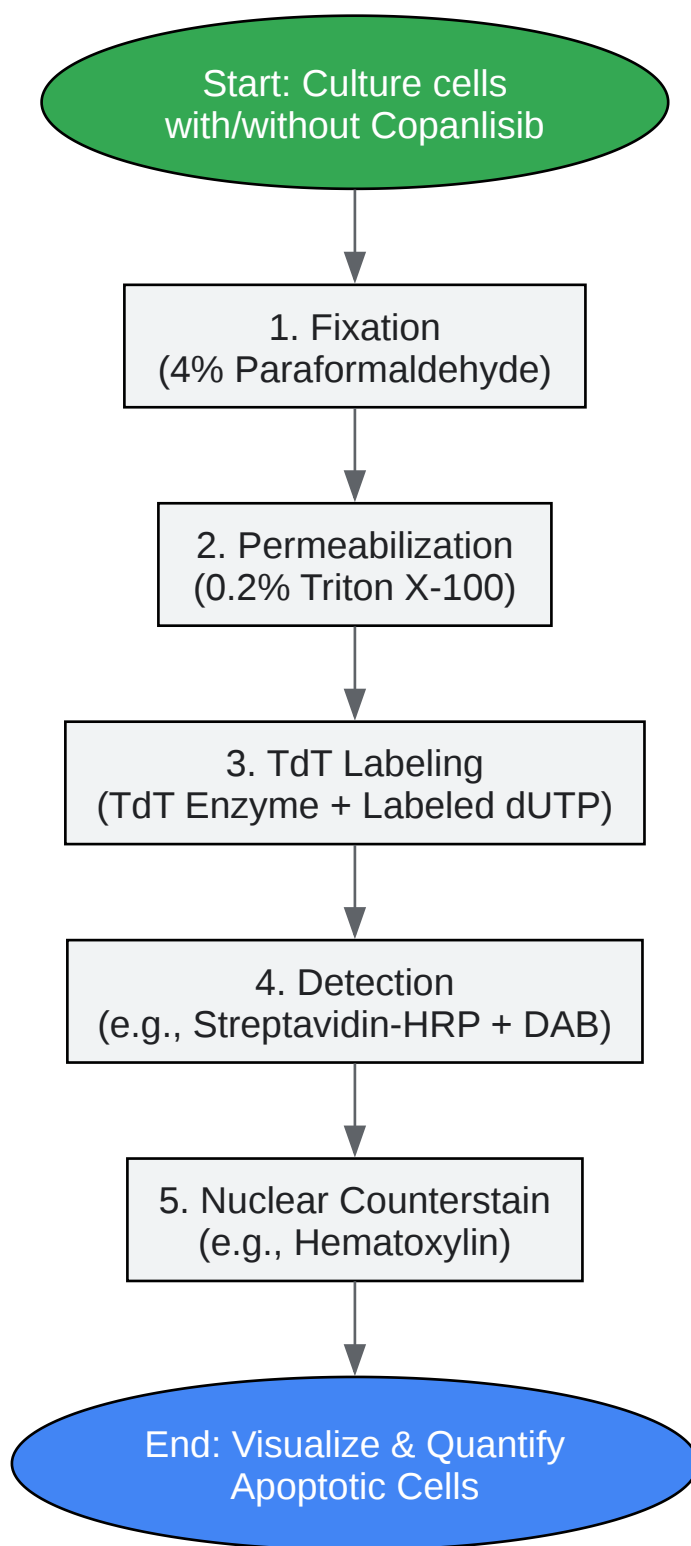 Start: Culture cells
with/without Copanlisib
1. Fixation
(4% Paraformaldehyde)
2. Permeabilization
(0.2% Triton X-100)
3. TdT Labeling
(TdT Enzyme + Labeled dUTP)
4. Detection
(e.g., Streptavidin-HRP + DAB)
5. Nuclear Counterstain
(e.g., Hematoxylin)
End: Visualize & Quantify
Apoptotic Cells